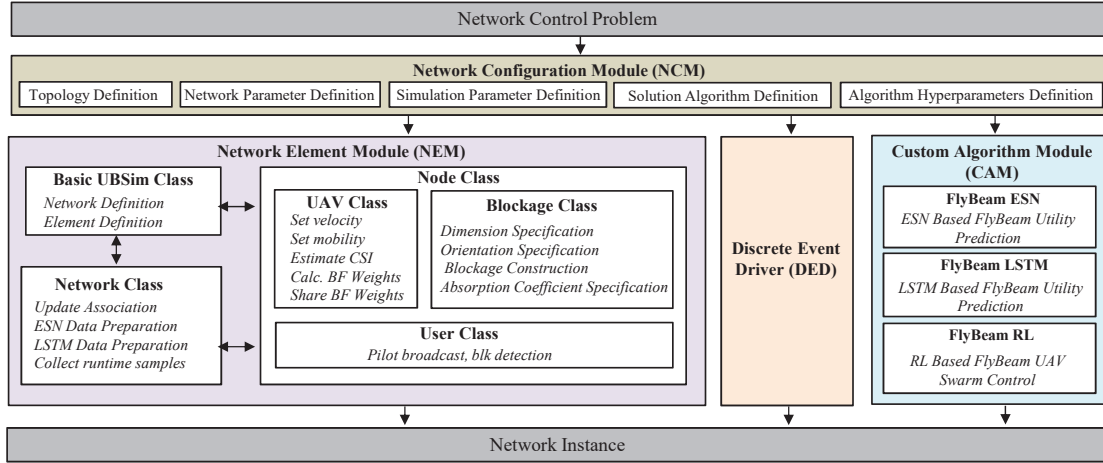 Network Control Problem
Network Configuration Module (NCM)
Topology Definition
Network Parameter Definition
Simulation Parameter Definition
Solution Algorithm Definition
Algorithm Hyperparameters Definition
Network Element Module (NEM)
Basic UBSim Class
Network Definition
Element Definition
Network Class
Update Association
ESN Data Preparation
LSTM Data Preparation
Collect runtime samples
Node Class
UAV Class
Set velocity
Set mobility
Estimate CSI
Calc. BF Weights
Share BF Weights
Blockage Class
Dimension Specification
Orientation Specification
Blockage Construction
Absorption Coefficient Specification
User Class
Pilot broadcast, blk detection
Discrete Event
Driver (DED)
Custom Algorithm Module
(CAM)
FlyBeam ESN
ESN Based FlyBeam Utility
Prediction
FlyBeam LSTM
LSTM Based FlyBeam Utility
Prediction
FlyBeam RL
RL Based FlyBeam UAV
Swarm Control
Network Instance